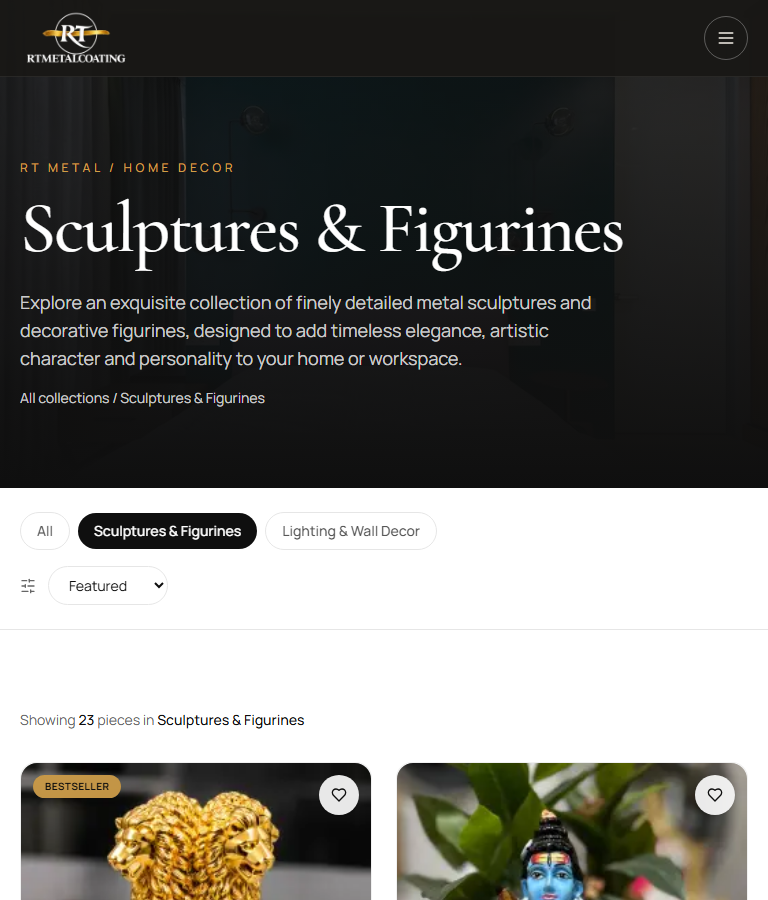 RT
RTMETALCOATING
RT METAL / HOME DECOR
Sculptures & Figurines
Explore an exquisite collection of finely detailed metal sculptures and
decorative figurines, designed to add timeless elegance, artistic
character and personality to your home or workspace.
All collections / Sculptures & Figurines
All
Sculptures & Figurines
Lighting & Wall Decor
Featured
Showing 23 pieces in Sculptures & Figurines
BESTSELLER